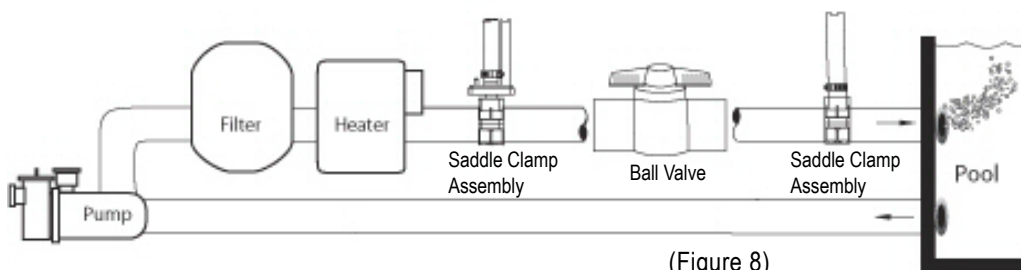 Filter
Heater
Saddle Clamp
Assembly
Ball Valve
Saddle Clamp
Assembly
Pool
Pump
(Figure 8)